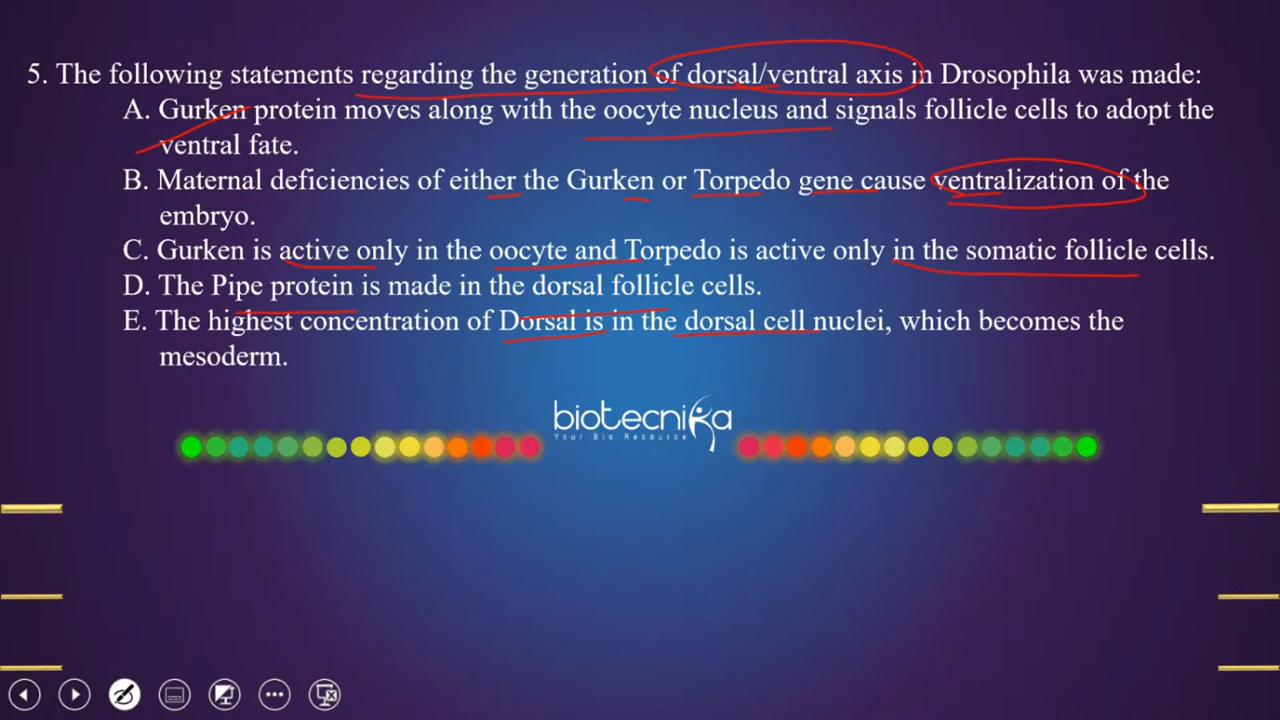 5. The following statements regarding the generation of dorsal/ventral axis in Drosophila was made:
A. Gurken protein moves along with the oocyte nucleus and signals follicle cells to adopt the
ventral fate.
B. Maternal deficiencies of either the Gurken or Torpedo gene cause ventralization of the
embryo.
C. Gurken is active only in the oocyte and Torpedo is active only in the somatic follicle cells.
D. The Pipe protein is made in the dorsal follicle cells.
E. The highest concentration of Dorsal is in the dorsal cell nuclei, which becomes the
mesoderm.
biotecnika
Your Bio Resource